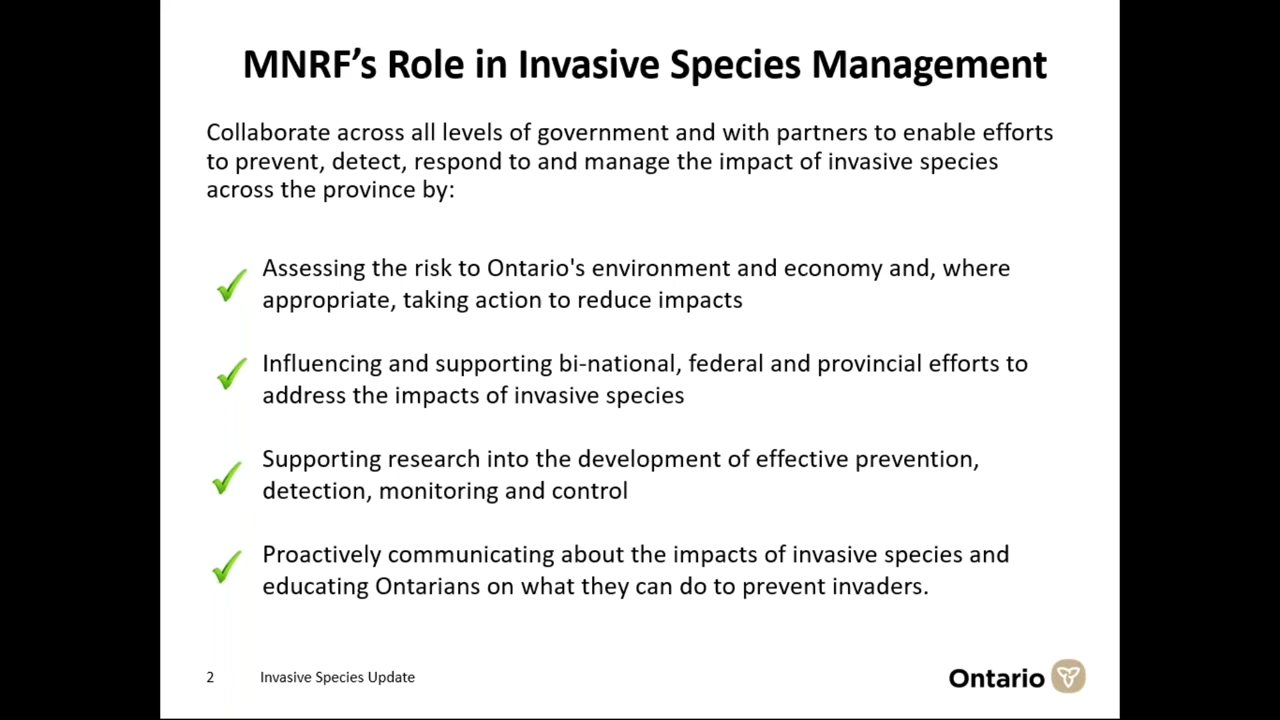 MNRF’s Role in Invasive Species Management
Collaborate across all levels of government and with partners to enable efforts
to prevent, detect, respond to and manage the impact of invasive species
across the province by:
Assessing the risk to Ontario's environment and economy and, where
appropriate, taking action to reduce impacts
Influencing and supporting bi-national, federal and provincial efforts to
address the impacts of invasive species
Supporting research into the development of effective prevention,
detection, monitoring and control
Proactively communicating about the impacts of invasive species and
educating Ontarians on what they can do to prevent invaders.
2 Invasive Species Update
Ontario